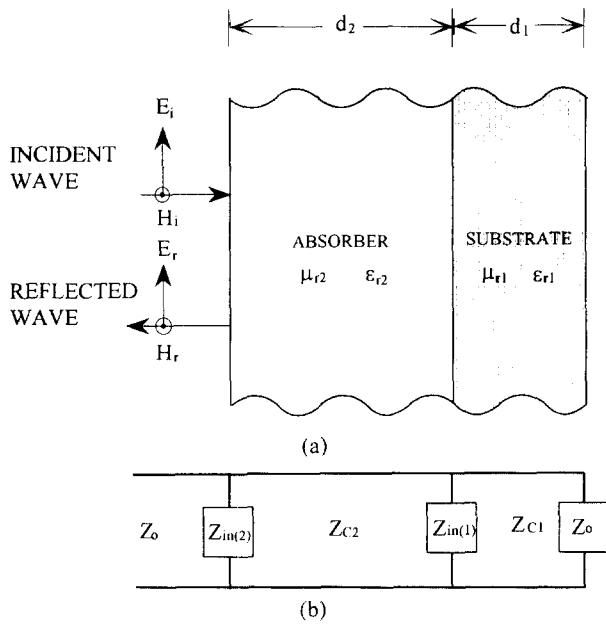 d₂ d₁
Eᵢ
INCIDENT
WAVE
Hᵢ
Eᵣ
REFLECTED
WAVE
Hᵣ
ABSORBER
μᵣ₂ εᵣ₂
SUBSTRATE
μᵣ₁ εᵣ₁
(a)
Zₒ Zin(2) ZC2 Zin(1) ZC1 Zₒ
(b)